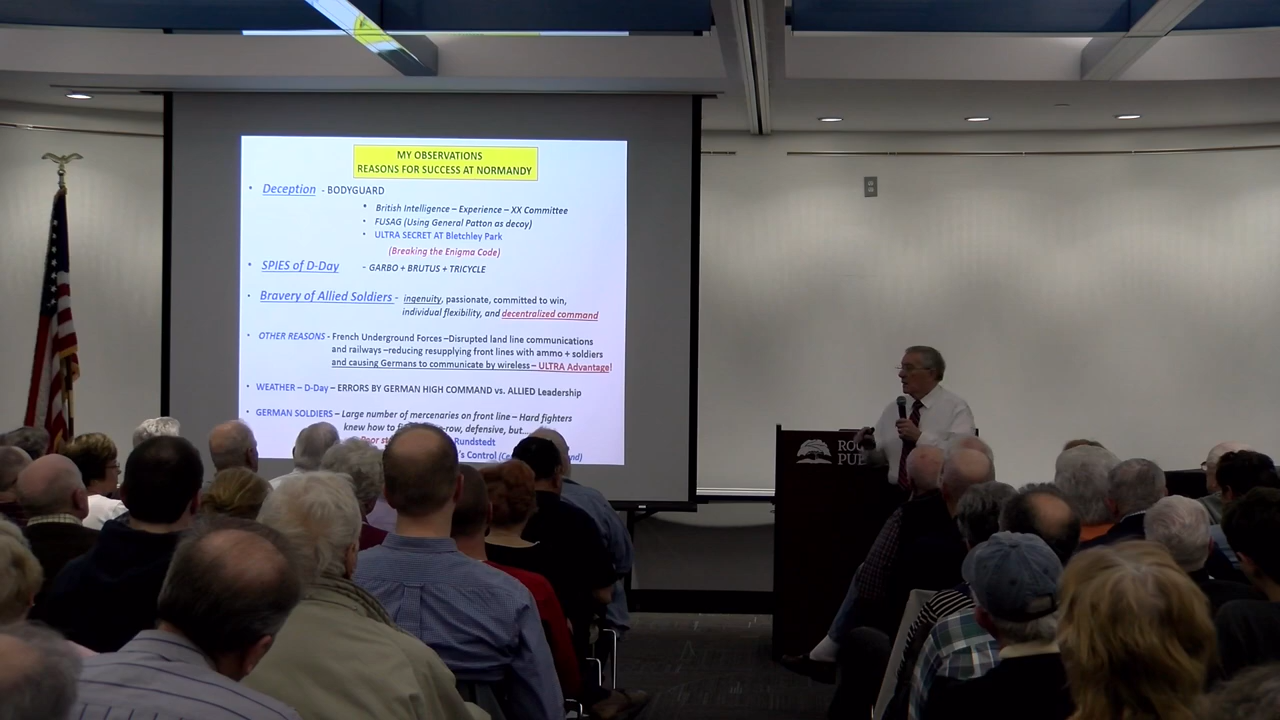 MY OBSERVATIONS
REASONS FOR SUCCESS AT NORMANDY
• Deception - BODYGUARD
• British Intelligence – Experience – XX Committee
• FUSAG (Using General Patton as decoy)
• ULTRA SECRET AT Bletchley Park
(Breaking the Enigma Code)
• SPIES of D-Day - GARBO + BRUTUS + TRICYCLE
• Bravery of Allied Soldiers - ingenuity, passionate, committed to win,
individual flexibility, and decentralized command
• OTHER REASONS - French Underground Forces –Disrupted land line communications
and railways –reducing resupplying front lines with ammo + soldiers
and causing Germans to communicate by wireless – ULTRA Advantage!
• WEATHER – D-Day – ERRORS BY GERMAN HIGH COMMAND vs. ALLIED Leadership
• GERMAN SOLDIERS – Large number of mercenaries on front line – Hard fighters
knew how to -row, defensive, but....
Rundstedt
's Control
PU